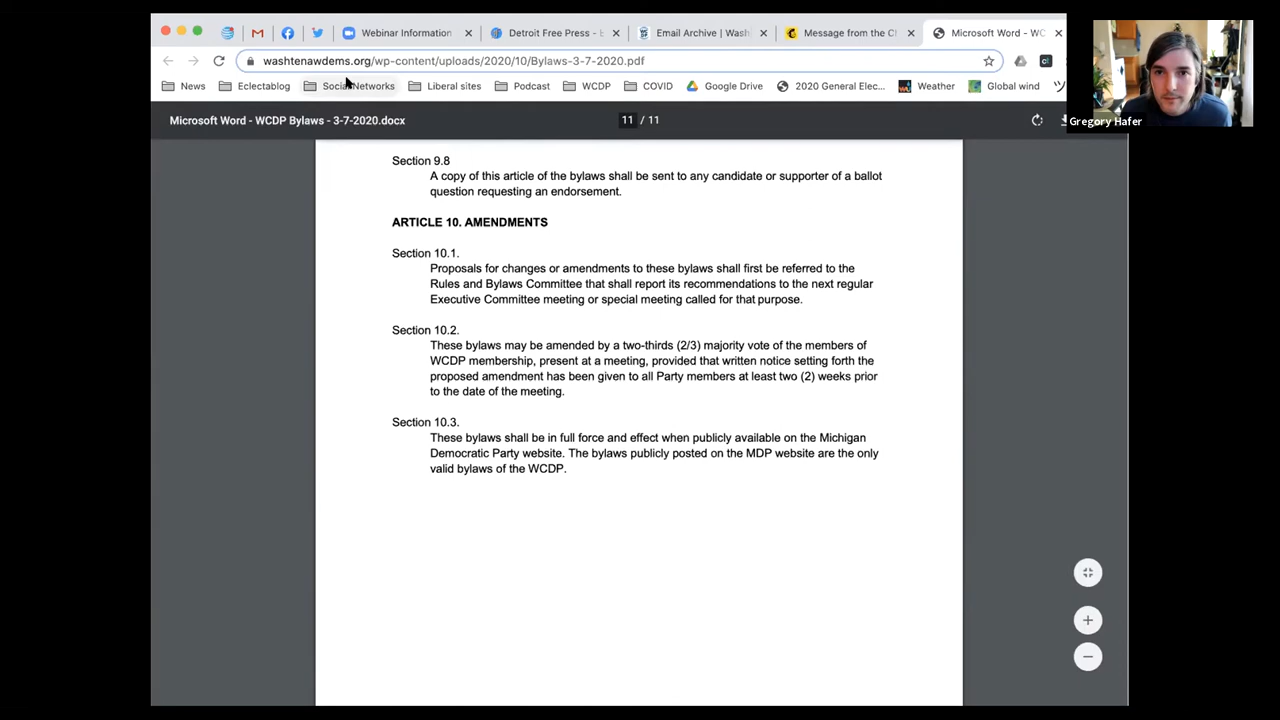 Webinar Information
Detroit Free Press - E
Email Archive | Wash
Message from the C
Microsoft Word - WC
washtenawdems.org/wp-content/uploads/2020/10/Bylaws-3-7-2020.pdf
News
Eclectablog
Social Networks
Liberal sites
Podcast
WCDP
COVID
Google Drive
2020 General Elec...
Weather
Global wind
Gregory Hafer
Microsoft Word - WCDP Bylaws - 3-7-2020.docx
11 / 11
Section 9.8
A copy of this article of the bylaws shall be sent to any candidate or supporter of a ballot
question requesting an endorsement.
ARTICLE 10. AMENDMENTS
Section 10.1.
Proposals for changes or amendments to these bylaws shall first be referred to the
Rules and Bylaws Committee that shall report its recommendations to the next regular
Executive Committee meeting or special meeting called for that purpose.
Section 10.2.
These bylaws may be amended by a two-thirds (2/3) majority vote of the members of
WCDP membership, present at a meeting, provided that written notice setting forth the
proposed amendment has been given to all Party members at least two (2) weeks prior
to the date of the meeting.
Section 10.3.
These bylaws shall be in full force and effect when publicly available on the Michigan
Democratic Party website. The bylaws publicly posted on the MDP website are the only
valid bylaws of the WCDP.